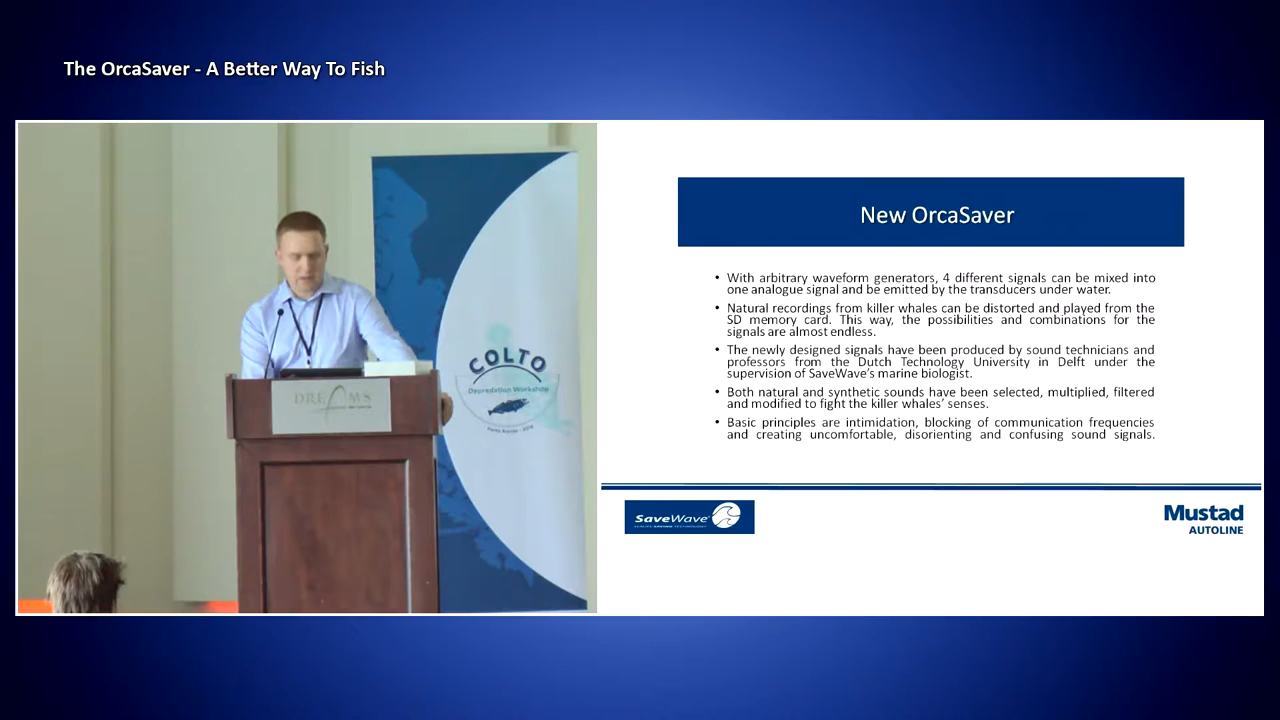 The OrcaSaver - A Better Way To Fish
DREAMS
COLTO
Depredation Workshop
New OrcaSaver
• With arbitrary waveform generators, 4 different signals can be mixed into
one analogue signal and be emitted by the transducers under water.
• Natural recordings from killer whales can be distorted and played from the
SD memory card. This way, the possibilities and combinations for the
signals are almost endless.
• The newly designed signals have been produced by sound technicians and
professors from the Dutch Technology University in Delft under the
supervision of SaveWave's marine biologist.
• Both natural and synthetic sounds have been selected, multiplied, filtered
and modified to fight the killer whales' senses.
• Basic principles are intimidation, blocking of communication frequencies
and creating uncomfortable, disorienting and confusing sound signals.
SaveWave
Mustad
AUTOLINE